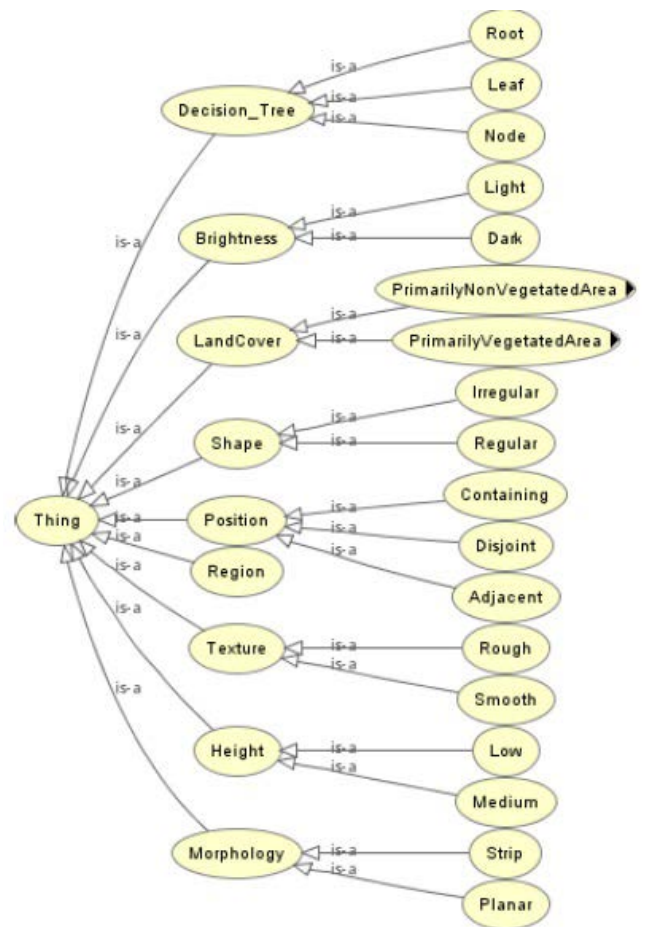 Root
is-a
Leaf
is-a
Decision_Tree
is-a
Node
Light
is-a
Brightness
is-a
Dark
is-a
PrimarilyNonVegetatedArea
is-a
is-a
LandCover
is-a
PrimarilyVegetatedArea
Irregular
is-a
is-a
Shape
is-a
Regular
is-a
Containing
is-a
Thing
is-a
Position
is-a
Disjoint
is-a
is-a
Region
is-a
Adjacent
is-a
Texture
is-a
Rough
is-a
is-a
Smooth
Height
is-a
Low
is-a
Medium
Morphology
is-a
Strip
is-a
Planar